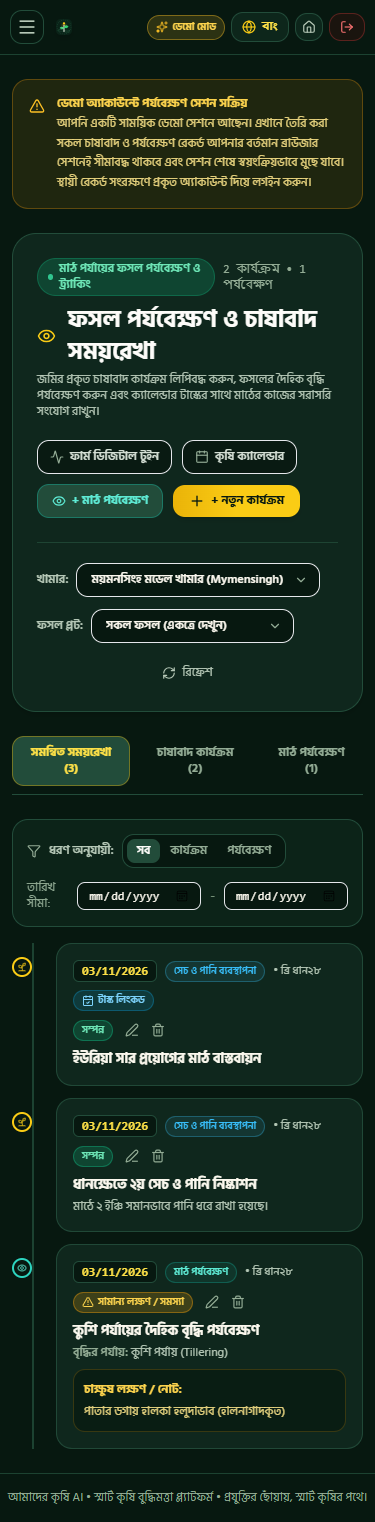 ডেমো মোড
বাং
ডেমো অ্যাকাউন্টে পর্যবেক্ষণ সেশন সক্রিয়
আপনি একটি সাময়িক ডেমো সেশনে আছেন। এখানে তৈরি করা
সকল চাষাবাদ ও পর্যবেক্ষণ রেকর্ড আপনার বর্তমান ব্রাউজার
সেশনেই সীমাবদ্ধ থাকবে এবং সেশন শেষে স্বয়ংক্রিয়ভাবে মুছে যাবে।
স্থায়ী রেকর্ড সংরক্ষণে প্রকৃত অ্যাকাউন্ট দিয়ে লগইন করুন।
মাঠ পর্যায়ের ফসল পর্যবেক্ষণ ও
ট্র্যাকিং
2 কার্যক্রম • 1
পর্যবেক্ষণ
ফসল পর্যবেক্ষণ ও চাষাবাদ
সময়রেখা
জমির প্রকৃত চাষাবাদ কার্যক্রম লিপিবদ্ধ করুন, ফসলের দৈহিক বৃদ্ধি
পর্যবেক্ষণ করুন এবং ক্যালেন্ডার টাস্কের সাথে মাঠের কাজের সরাসরি
সংযোগ রাখুন।
ফার্ম ডিজিটাল টুইন
কৃষি ক্যালেন্ডার
+ মাঠ পর্যবেক্ষণ
+ নতুন কার্যক্রম
খামার: ময়মনসিংহ মডেল খামার (Mymensingh)
ফসল প্লট: সকল ফসল (একত্রে দেখুন)
রিফ্রেশ
সমন্বিত সময়রেখা
(3)
চাষাবাদ কার্যক্রম
(2)
মাঠ পর্যবেক্ষণ
(1)
ধরণ অনুযায়ী: সব কার্যক্রম পর্যবেক্ষণ
তারিখ
সীমা:
mm/dd/yyyy - mm/dd/yyyy
03/11/2026 সেচ ও পানি ব্যবস্থাপনা • ব্রি ধান২৮
টাস্ক লিংকড
সম্পন্ন
ইউরিয়া সার প্রয়োগের মাঠ বাস্তবায়ন
03/11/2026 সেচ ও পানি ব্যবস্থাপনা • ব্রি ধান২৮
সম্পন্ন
ধানক্ষেতে ২য় সেচ ও পানি নিষ্কাশন
মাঠে ২ ইঞ্চি সমানভাবে পানি ধরে রাখা হয়েছে।
03/11/2026 মাঠ পর্যবেক্ষণ • ব্রি ধান২৮
সামান্য লক্ষণ / সমস্যা
কুশি পর্যায়ের দৈহিক বৃদ্ধি পর্যবেক্ষণ
বৃদ্ধির পর্যায়: কুশি পর্যায় (Tillering)
চাক্ষুষ লক্ষণ / নোট:
পাতার ডগায় হালকা হলুদাভাব (হালনাগাদকৃত)
আমাদের কৃষি AI • স্মার্ট কৃষি বুদ্ধিমত্তা প্ল্যাটফর্ম • প্রযুক্তির ছোঁয়ায়, স্মার্ট কৃষির পথে।